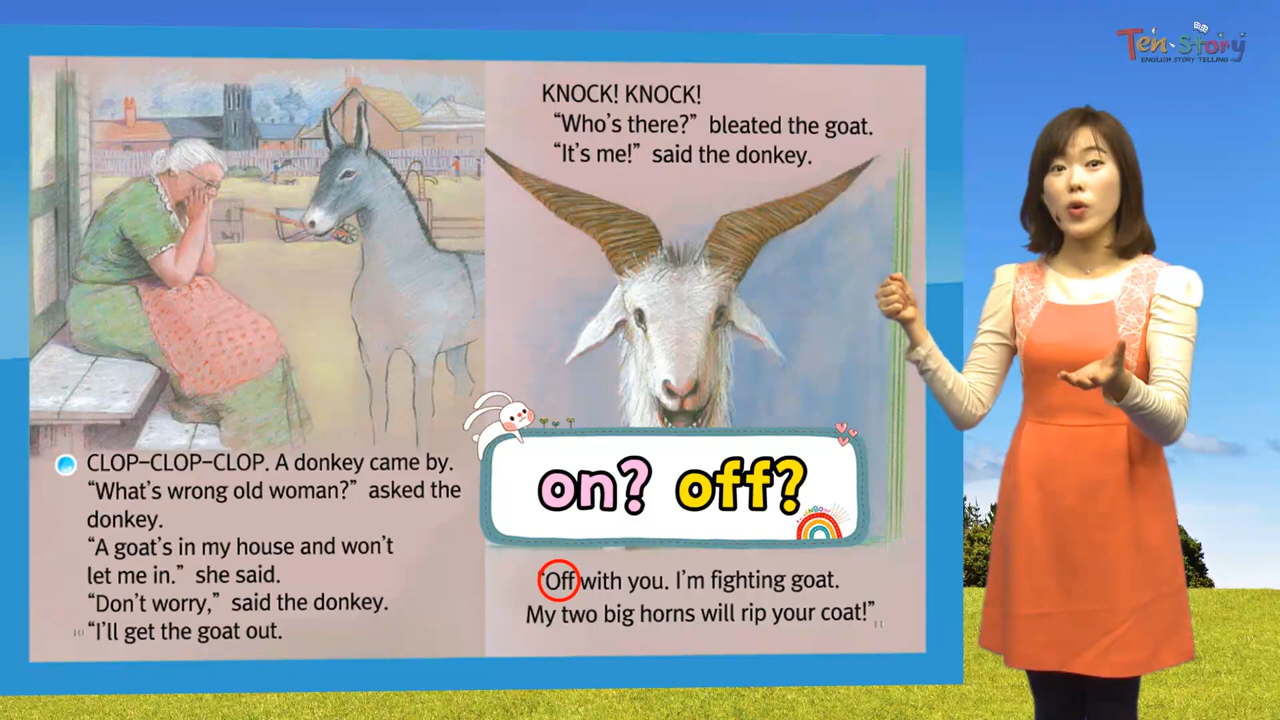 Ten-Story
ENGLISH STORY TELLING
KNOCK! KNOCK!
“Who’s there?” bleated the goat.
“It’s me!” said the donkey.
CLOP-CLOP-CLOP. A donkey came by.
“What’s wrong old woman?” asked the
donkey.
“A goat’s in my house and won’t
let me in.” she said.
“Don’t worry,” said the donkey.
“I’ll get the goat out.
10
on? off?
“Off with you. I’m fighting goat.
My two big horns will rip your coat!”
11